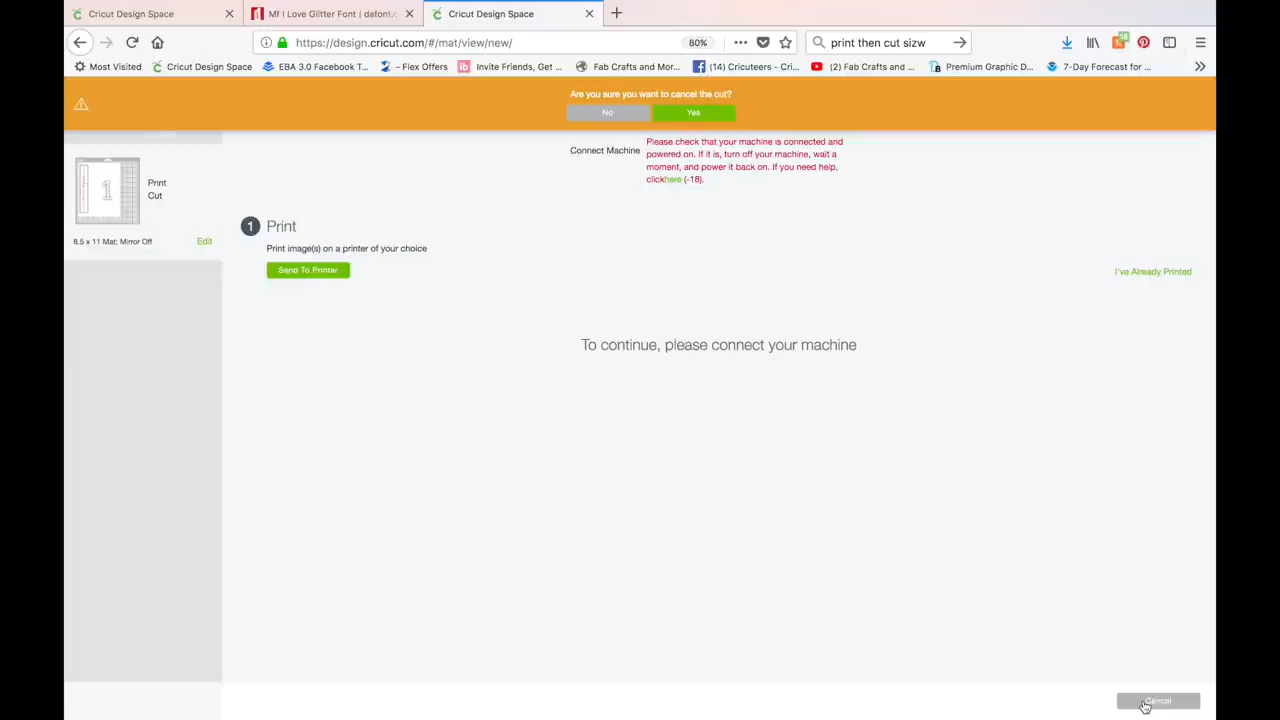 Cricut Design Space
Mf I Love Glitter Font | dafont.c
Cricut Design Space
https://design.cricut.com/#/mat/view/new/
80%
print then cut sizw
18
Most Visited
Cricut Design Space
EBA 3.0 Facebook T...
- Flex Offers
Invite Friends, Get ...
Fab Crafts and Mor...
(14) Cricuteers - Cri...
(2) Fab Crafts and ...
Premium Graphic D...
7-Day Forecast for ...
Are you sure you want to cancel the cut?
No
Yes
Connect Machine
Please check that your machine is connected and
powered on. If it is, turn off your machine, wait a
moment, and power it back on. If you need help,
clickhere (-18).
1
Print
Cut
8.5 x 11 Mat; Mirror Off
Edit
1 Print
Print image(s) on a printer of your choice
Send To Printer
I've Already Printed
To continue, please connect your machine
Cancel